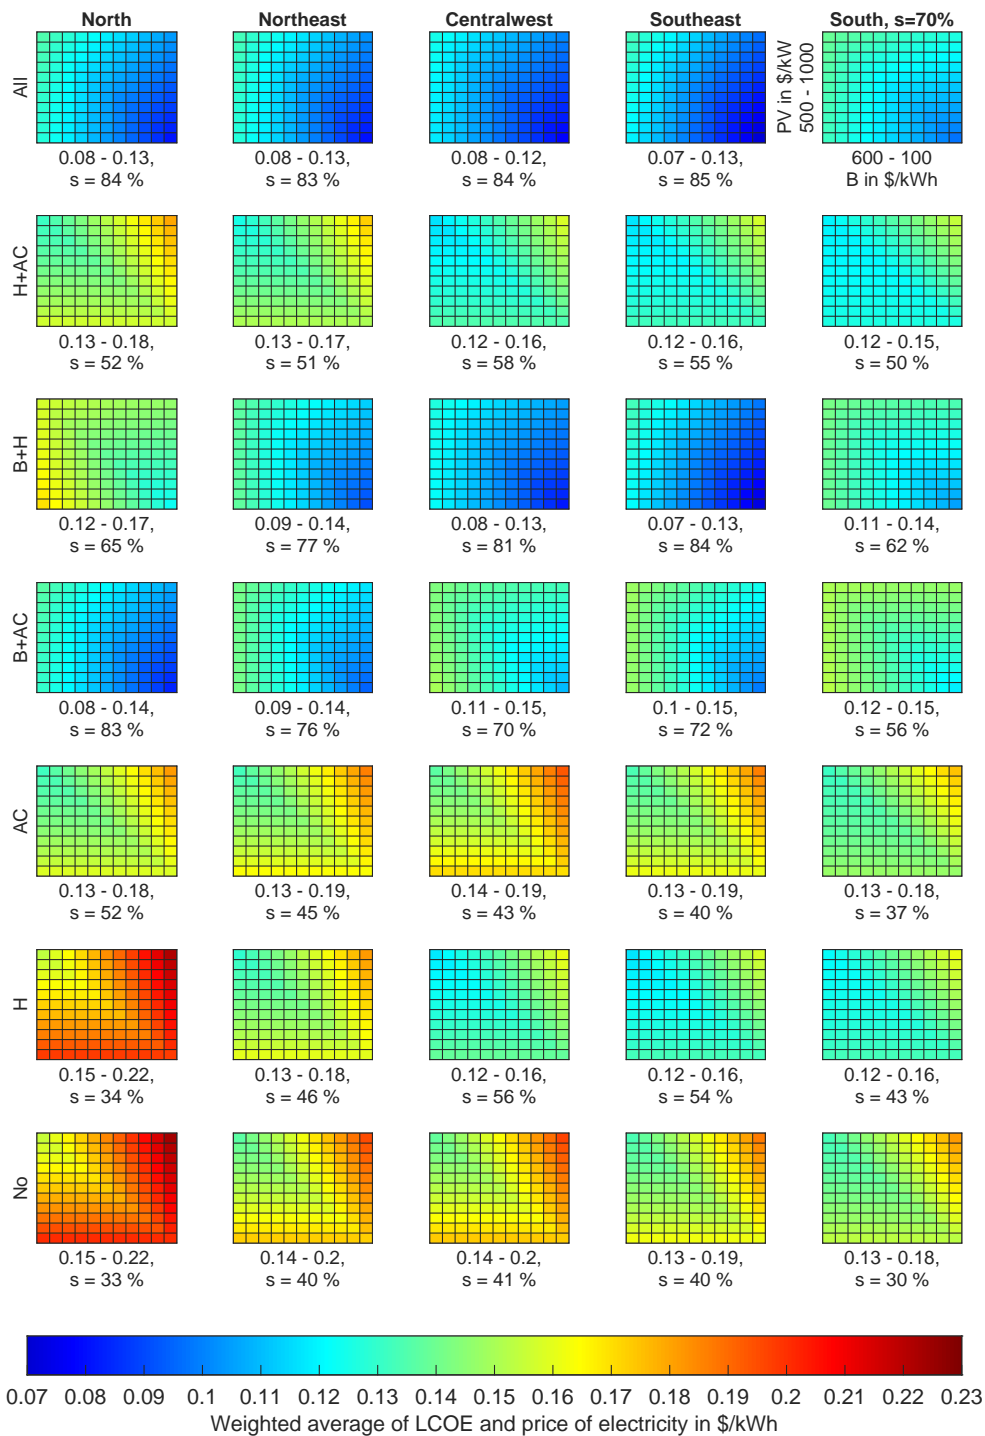 North Northeast Centralwest Southeast South, s=70%
All
PV in $/kW
500 - 1000
0.08 - 0.13, 0.08 - 0.13, 0.08 - 0.12, 0.07 - 0.13, 600 - 100
s = 84 % s = 83 % s = 84 % s = 85 % B in $/kWh
H+AC
0.13 - 0.18, 0.13 - 0.17, 0.12 - 0.16, 0.12 - 0.16, 0.12 - 0.15,
s = 52 % s = 51 % s = 58 % s = 55 % s = 50 %
B+H
0.12 - 0.17, 0.09 - 0.14, 0.08 - 0.13, 0.07 - 0.13, 0.11 - 0.14,
s = 65 % s = 77 % s = 81 % s = 84 % s = 62 %
B+AC
0.08 - 0.14, 0.09 - 0.14, 0.11 - 0.15, 0.1 - 0.15, 0.12 - 0.15,
s = 83 % s = 76 % s = 70 % s = 72 % s = 56 %
AC
0.13 - 0.18, 0.13 - 0.19, 0.14 - 0.19, 0.13 - 0.19, 0.13 - 0.18,
s = 52 % s = 45 % s = 43 % s = 40 % s = 37 %
H
0.15 - 0.22, 0.13 - 0.18, 0.12 - 0.16, 0.12 - 0.16, 0.12 - 0.16,
s = 34 % s = 46 % s = 56 % s = 54 % s = 43 %
No
0.15 - 0.22, 0.14 - 0.2, 0.14 - 0.2, 0.13 - 0.19, 0.13 - 0.18,
s = 33 % s = 40 % s = 41 % s = 40 % s = 30 %
0.07 0.08 0.09 0.1 0.11 0.12 0.13 0.14 0.15 0.16 0.17 0.18 0.19 0.2 0.21 0.22 0.23
Weighted average of LCOE and price of electricity in $/kWh